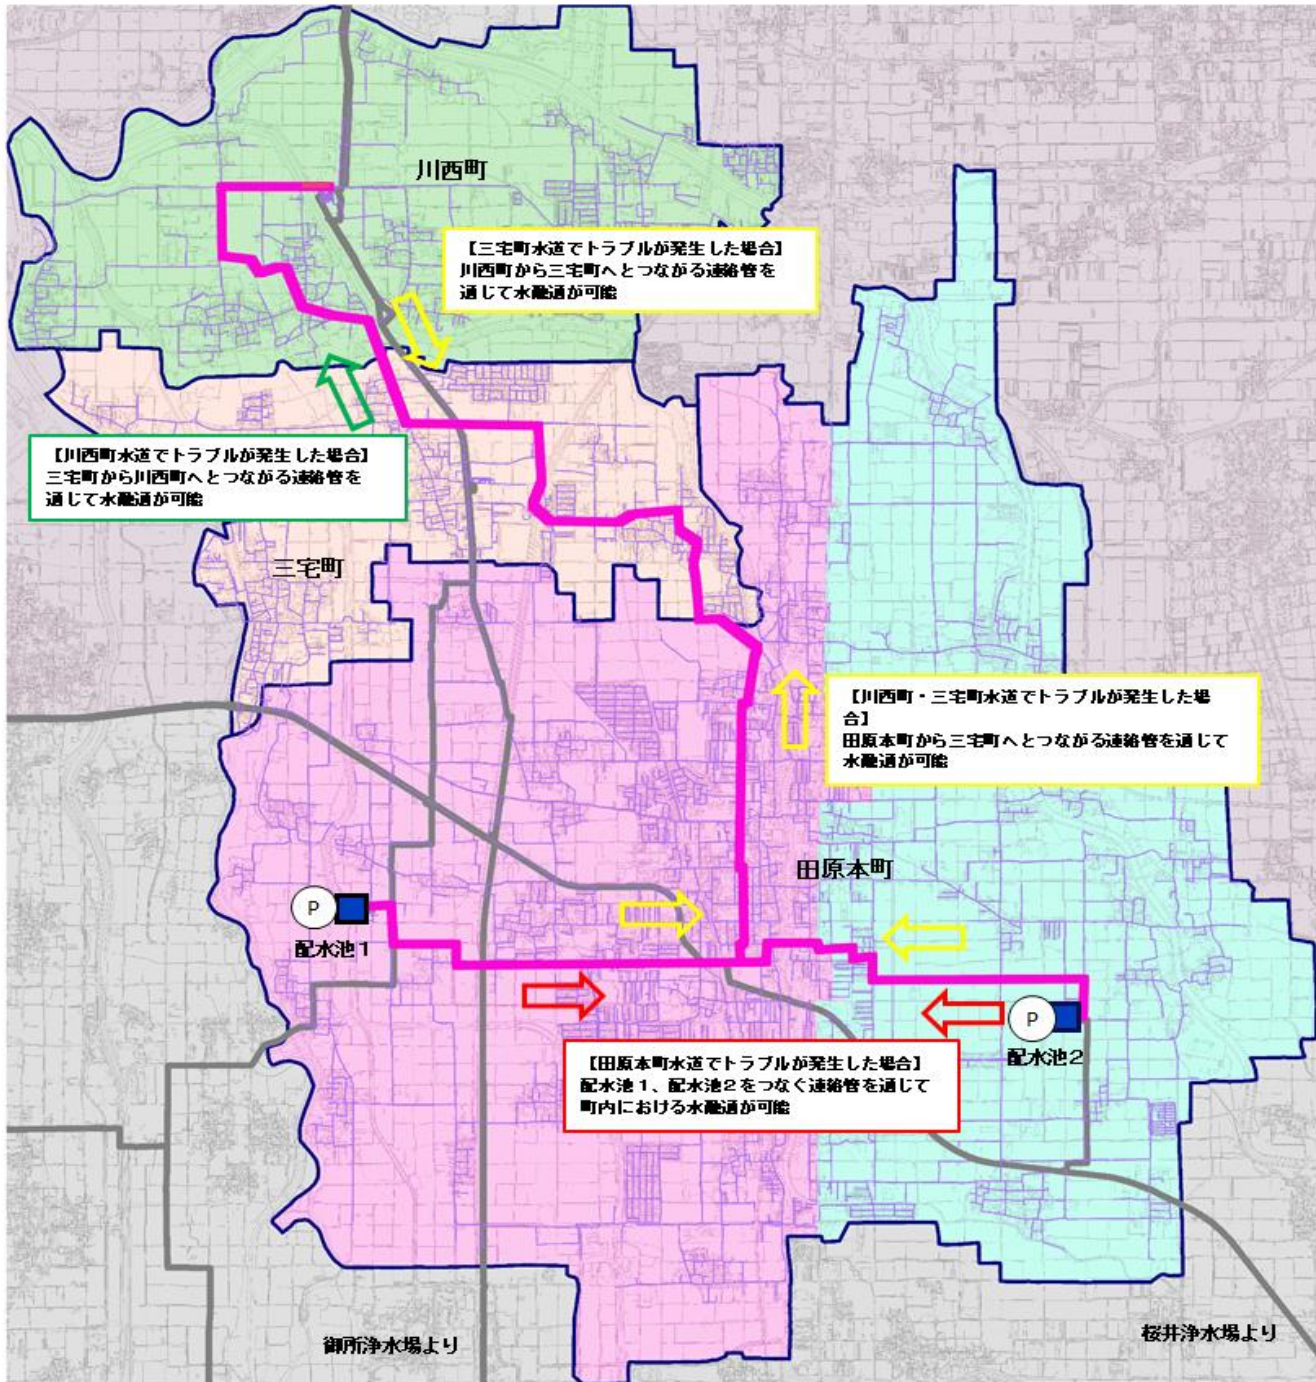 川西町
【三宅町水道でトラブルが発生した場合】
川西町から三宅町へとつながる連絡管を
通じて水融通が可能
【川西町水道でトラブルが発生した場合】
三宅町から川西町へとつながる連絡管を
通じて水融通が可能
三宅町
【川西町・三宅町水道でトラブルが発生した場
合】
田原本町から三宅町へとつながる連絡管を通じて
水融通が可能
田原本町
P
配水池1
P
配水池2
【田原本町水道でトラブルが発生した場合】
配水池1、配水池2をつなぐ連絡管を通じて
町内における水融通が可能
御所浄水場より
桜井浄水場より